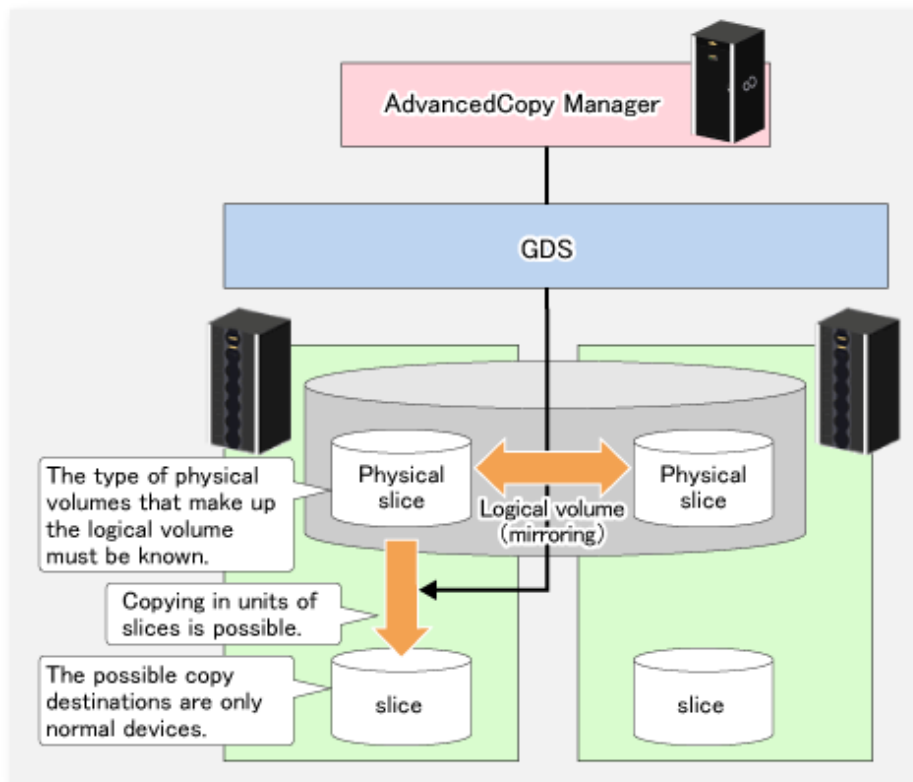 AdvancedCopy Manager
GDS
The type of physical
volumes that make up
the logical volume
must be known.
Physical
slice
Physical
slice
Logical volume
(mirroring)
Copying in units of
slices is possible.
The possible copy
destinations are only
normal devices.
slice
slice